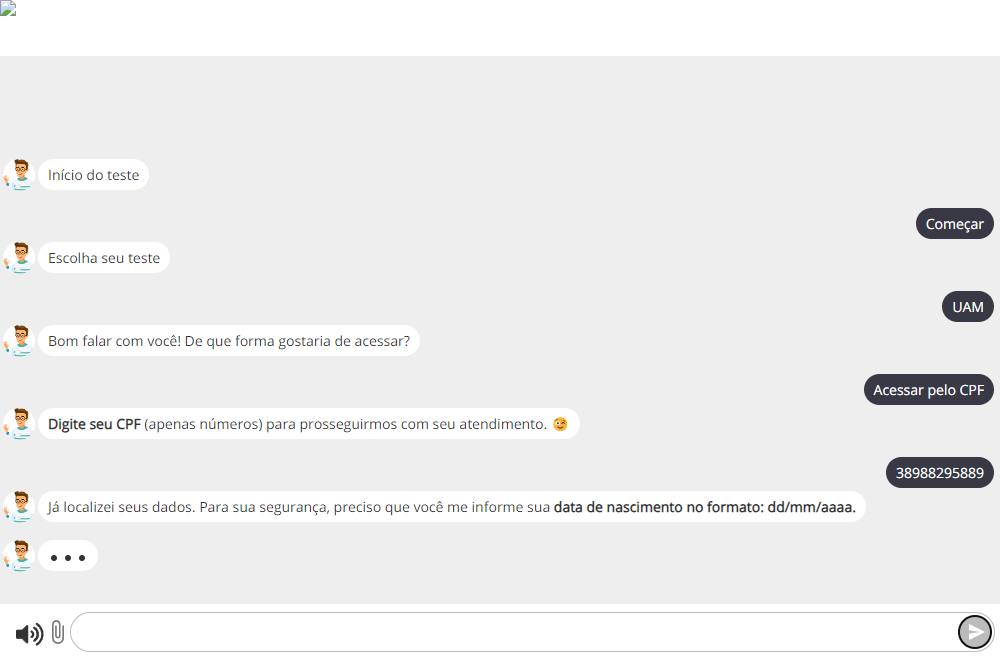 Início do teste
Começar
Escolha seu teste
UAM
Bom falar com você! De que forma gostaria de acessar?
Acessar pelo CPF
Digite seu CPF (apenas números) para prosseguirmos com seu atendimento. 😉
38988295889
Já localizei seus dados. Para sua segurança, preciso que você me informe sua data de nascimento no formato: dd/mm/aaaa.